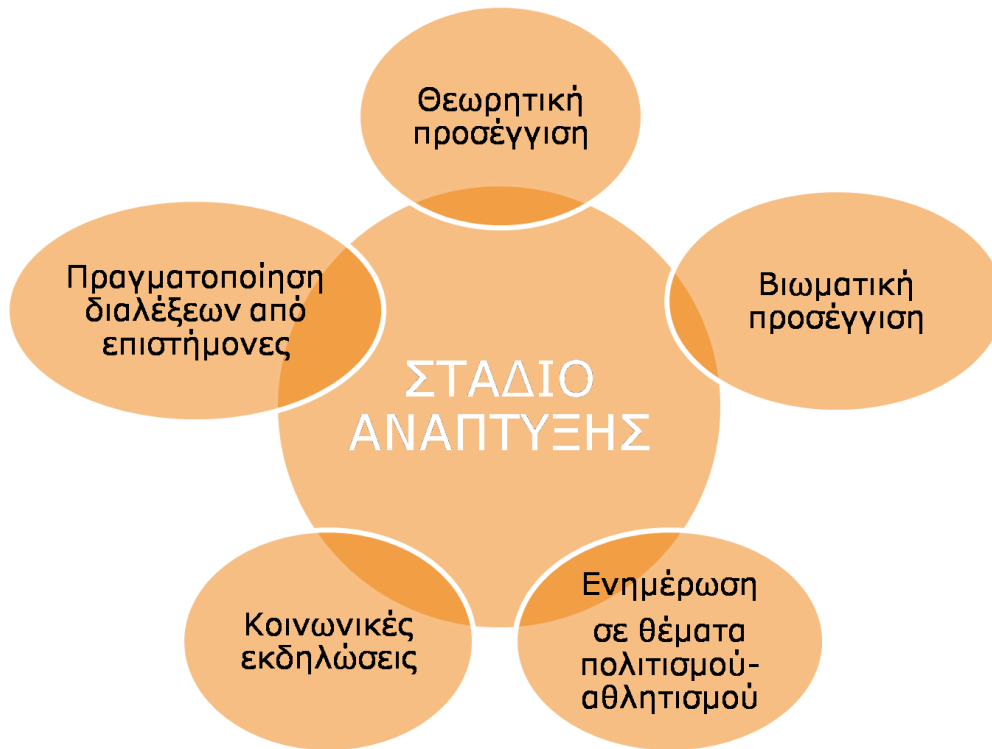 Θεωρητική
προσέγγιση
Πραγματοποίηση
διαλέξεων από
επιστήμονες
Βιωματική
προσέγγιση
ΣΤΑΔΙΟ
ΑΝΑΠΤΥΞΗΣ
Κοινωνικές
εκδηλώσεις
Ενημέρωση
σε θέματα
πολιτισμού-
αθλητισμού